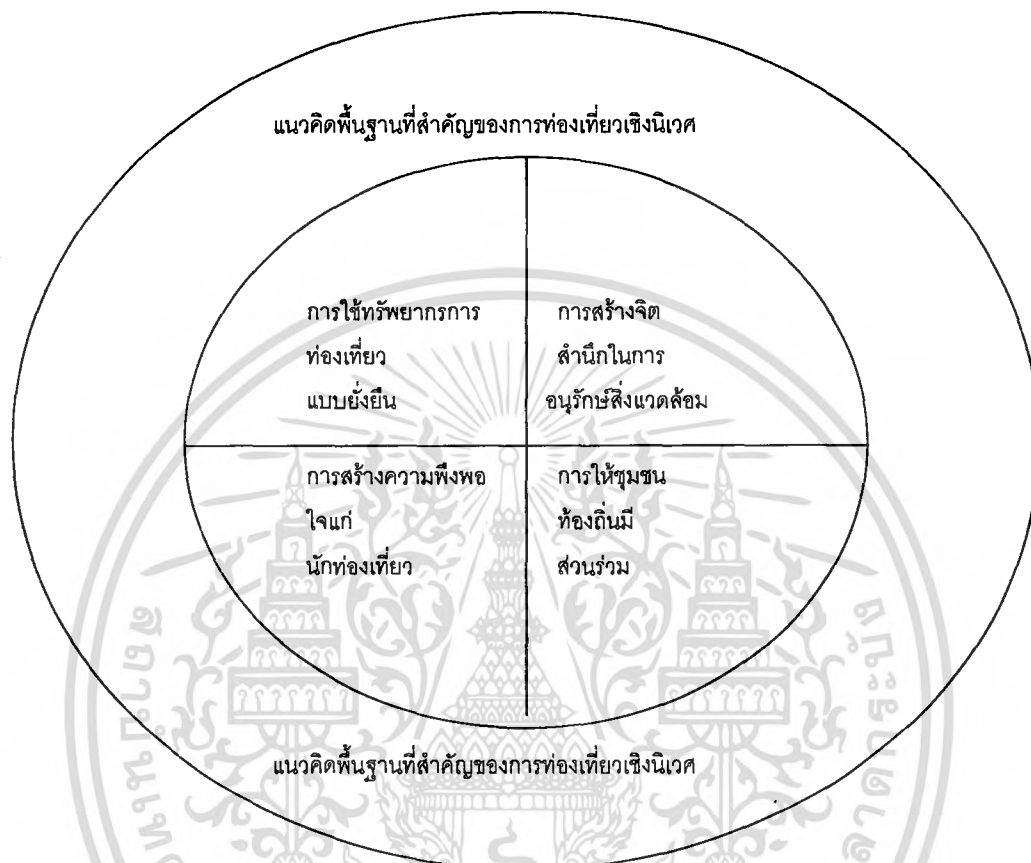 แนวคิดพื้นฐานที่สำคัญของการท่องเที่ยวเชิงนิเวศ
การใช้ทรัพยากรการ
ท่องเที่ยว
แบบยั่งยืน
การสร้างจิต
สำนึกในการ
อนุรักษ์สิ่งแวดล้อม
การสร้างความพึงพอ
ใจแก่
นักท่องเที่ยว
การให้ชุมชน
ท้องถิ่นมี
ส่วนร่วม
แนวคิดพื้นฐานที่สำคัญของการท่องเที่ยวเชิงนิเวศ